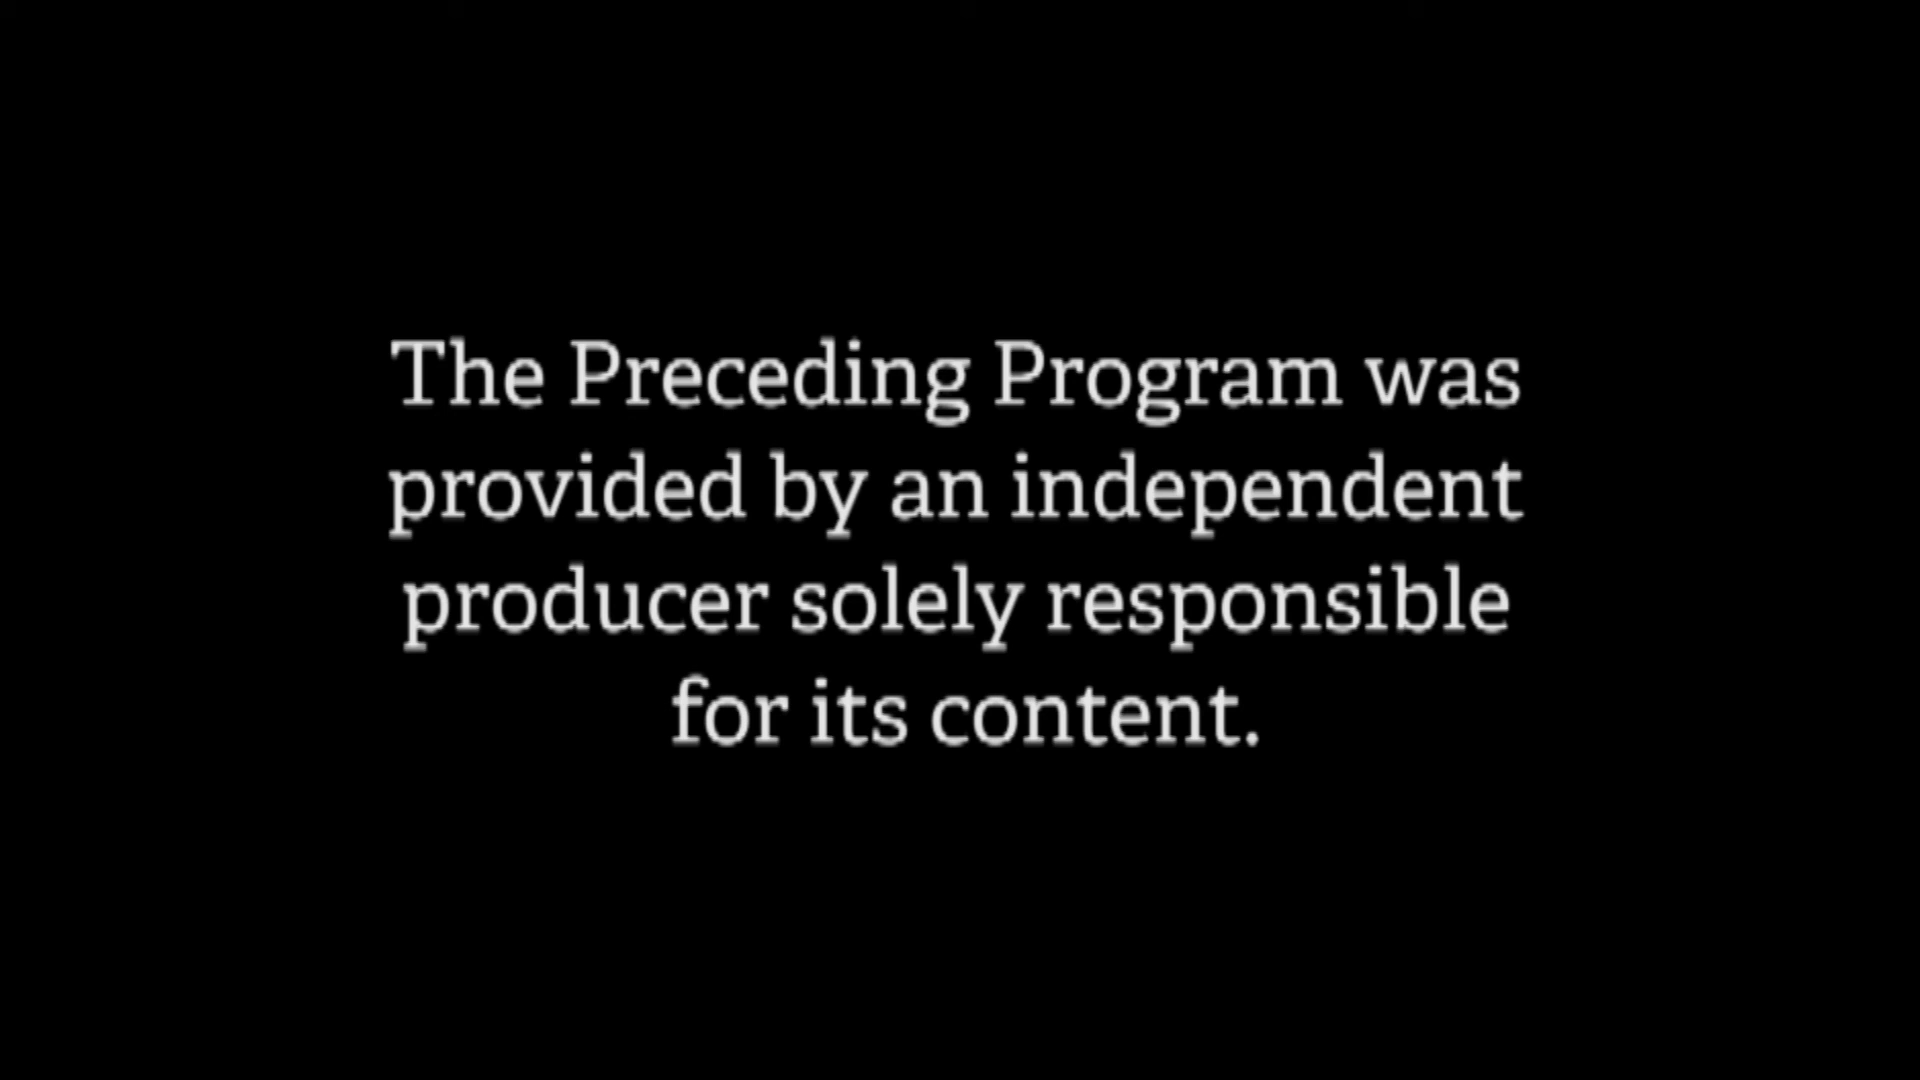 The Preceding Program was
provided by an independent
producer solely responsible
for its content.